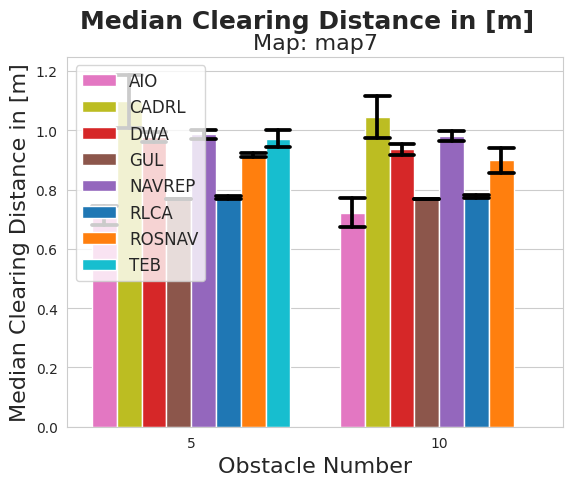 Median Clearing Distance in [m]
Map: map7
Median Clearing Distance in [m]
1.2
1.0
0.8
0.6
0.4
0.2
0.0
AIO
CADRL
DWA
GUL
NAVREP
RLCA
ROSNAV
TEB
5
10
Obstacle Number